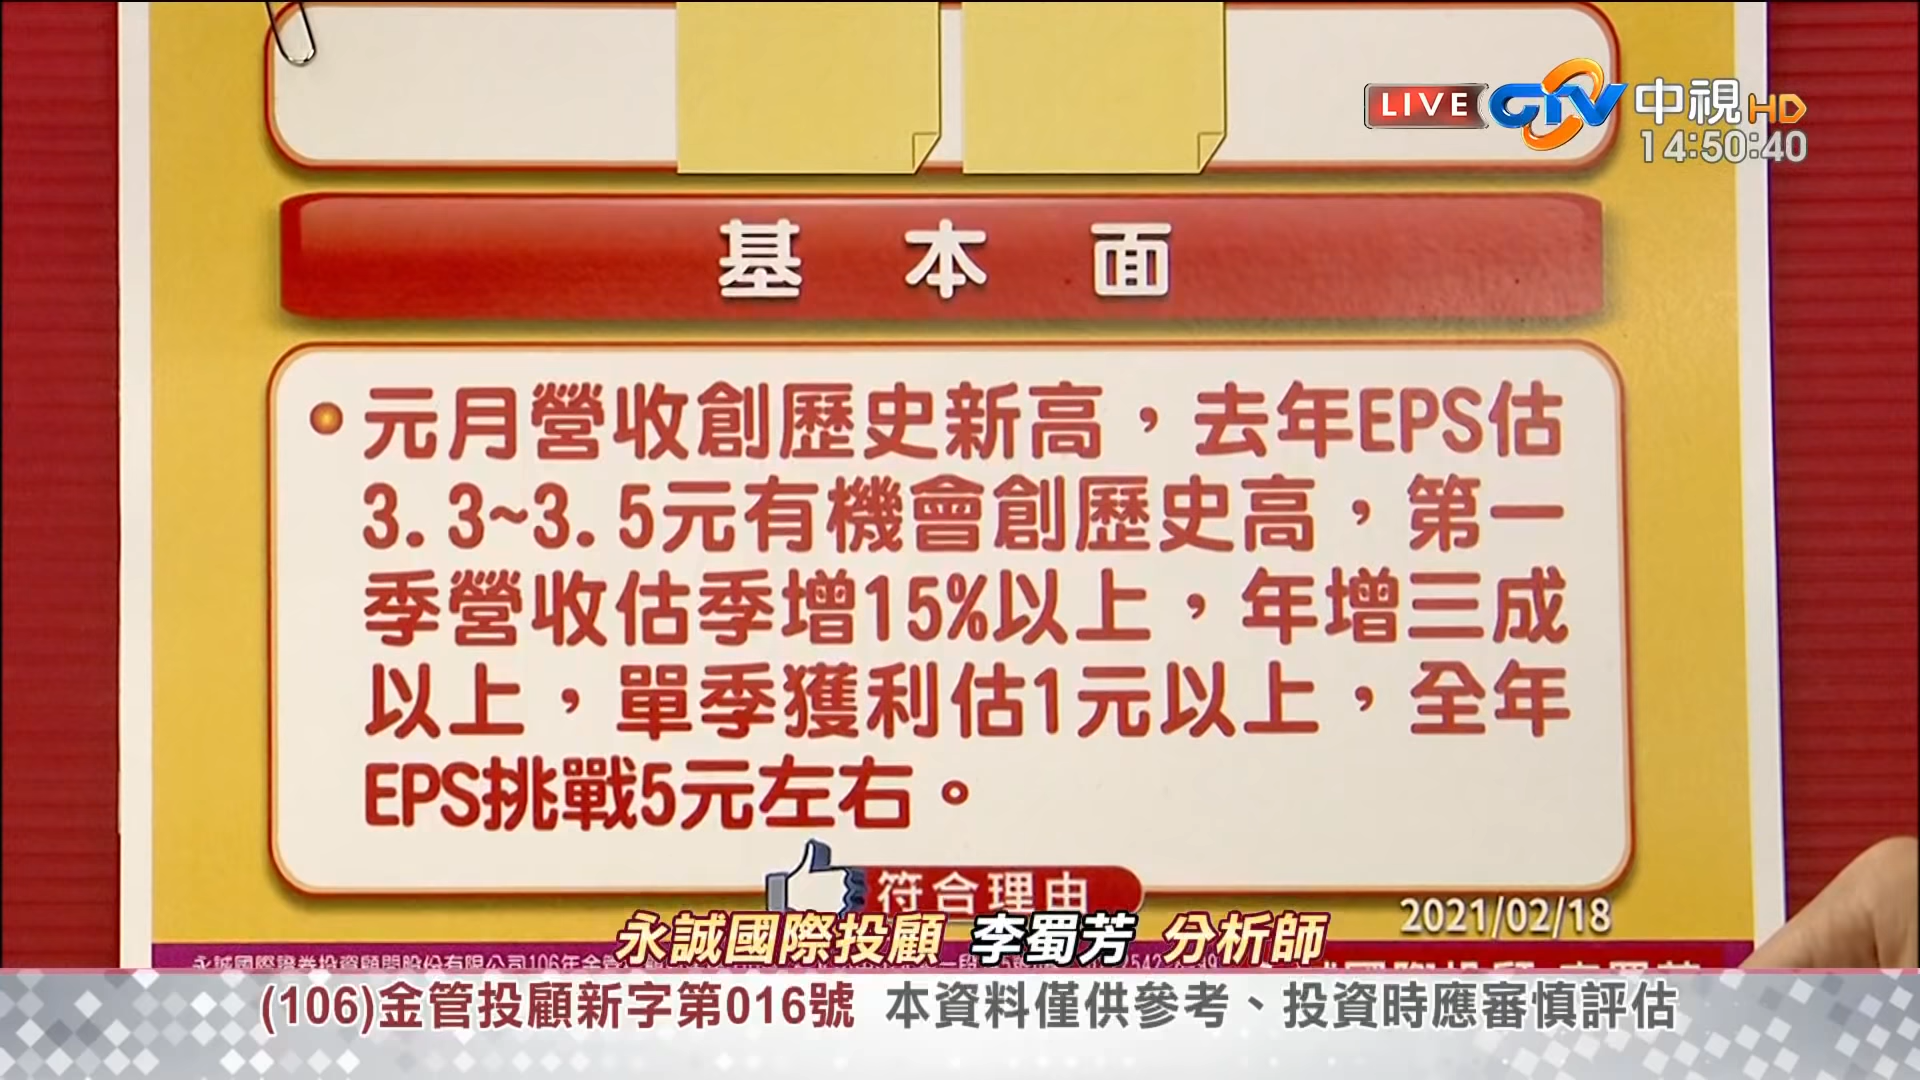 LIVE CTV 中視HD
14:50:40
基本面
元月營收創歷史新高，去年EPS估
3.3~3.5元有機會創歷史高，第一
季營收估季增15%以上，年增三成
以上，單季獲利估1元以上，全年
EPS挑戰5元左右。
符合理由
2021/02/18
永誠國際投顧 李蜀芳 分析師
(106)金管投顧新字第016號 本資料僅供參考、投資時應審慎評估